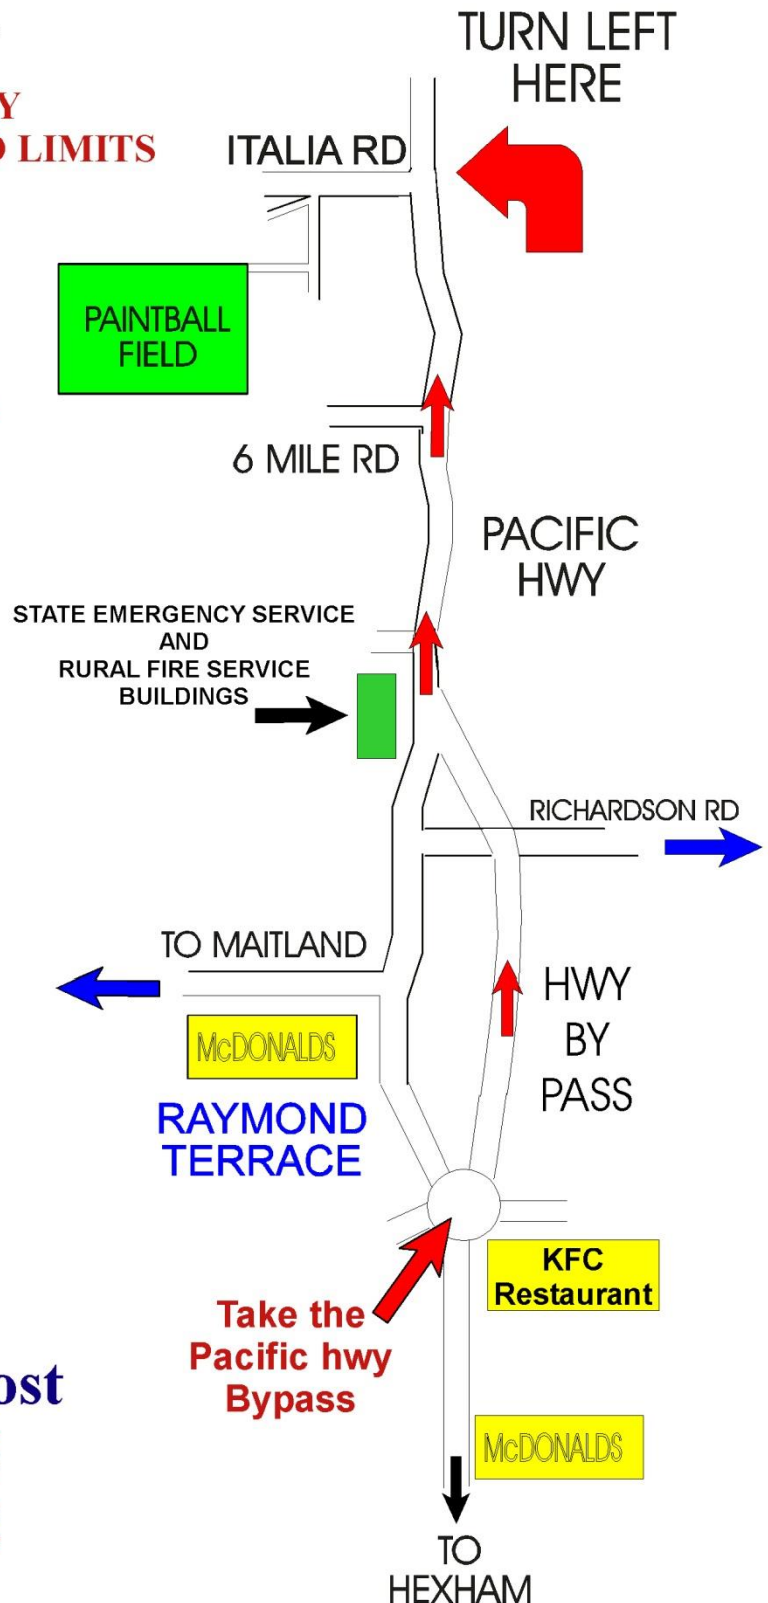 TURN LEFT
HERE
Y
LIMITS
ITALIA RD
PAINTBALL
FIELD
6 MILE RD
PACIFIC
HWY
STATE EMERGENCY SERVICE
AND
RURAL FIRE SERVICE
BUILDINGS
RICHARDSON RD
TO MAITLAND
McDONALDS
HWY
BY
PASS
RAYMOND
TERRACE
KFC
Restaurant
Take the
Pacific hwy
Bypass
ost
McDONALDS
TO
HEXHAM